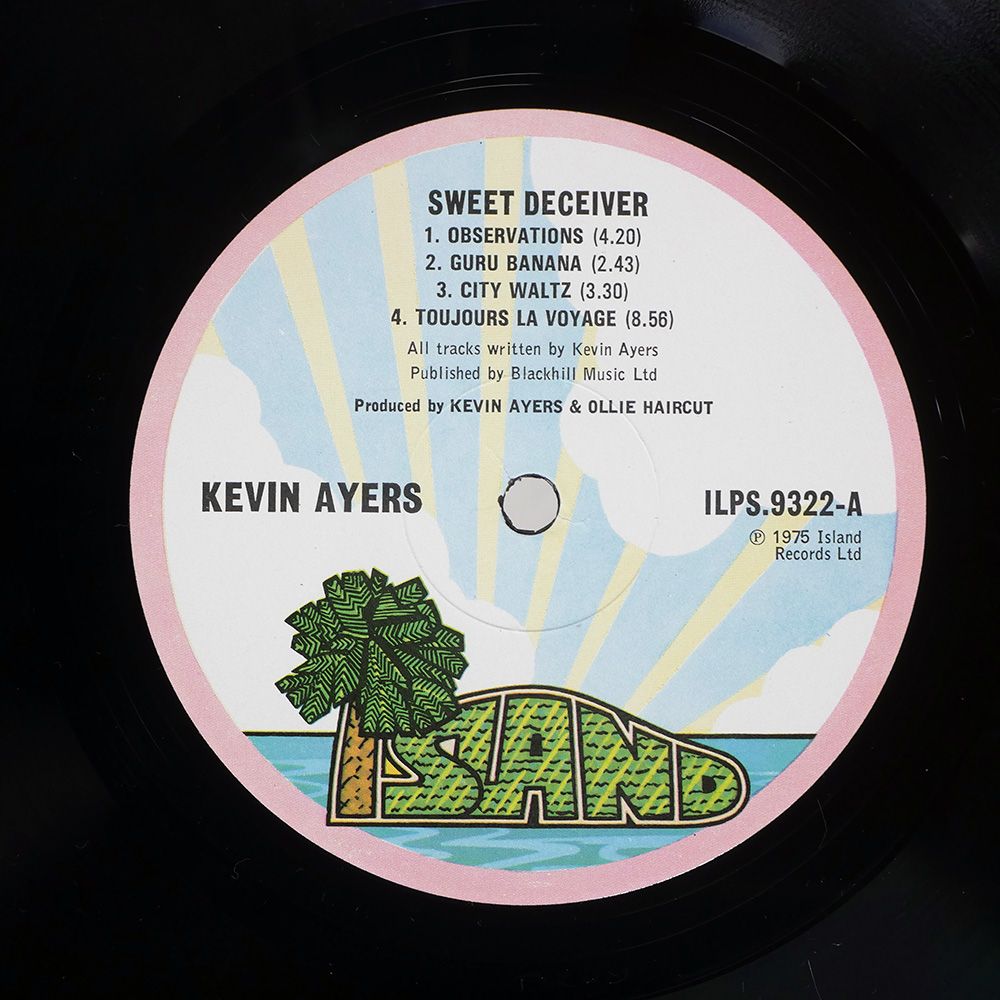 SWEET DECEIVER
1. OBSERVATIONS (4.20)
2. GURU BANANA (2.43)
3. CITY WALTZ (3.30)
4. TOUJOURS LA VOYAGE (8.56)
All tracks written by Kevin Ayers
Published by Blackhill Music Ltd
Produced by KEVIN AYERS & OLLIE HAIRCUT
KEVIN AYERS
ILPS.9322-A
℗ 1975 Island
Records Ltd
ISLAND